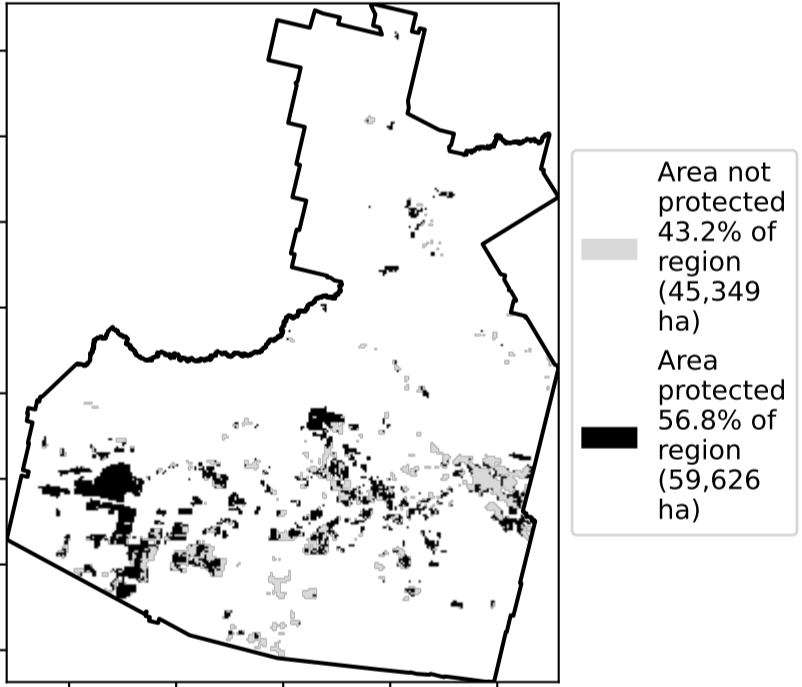 Area not
protected
43.2% of
region
(45,349
ha)
Area
protected
56.8% of
region
(59,626
ha)